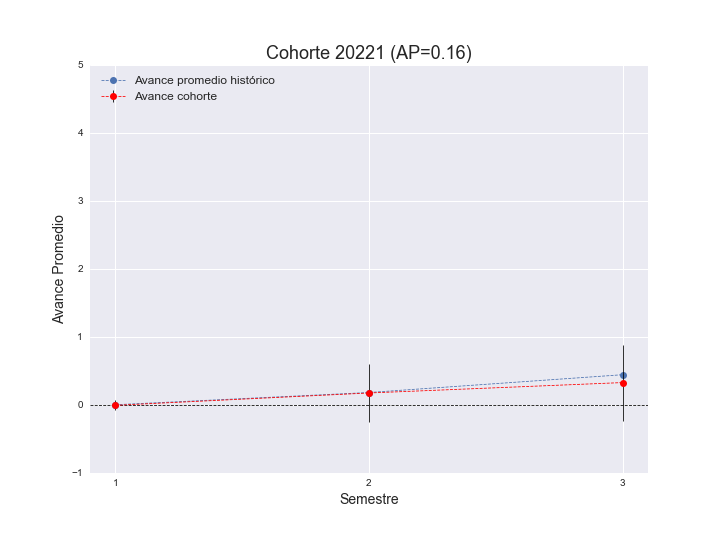 Cohorte 20221 (AP=0.16)
Avance promedio histórico
Avance cohorte
5
4
3
2
1
0
−1
Avance Promedio
1
2
3
Semestre